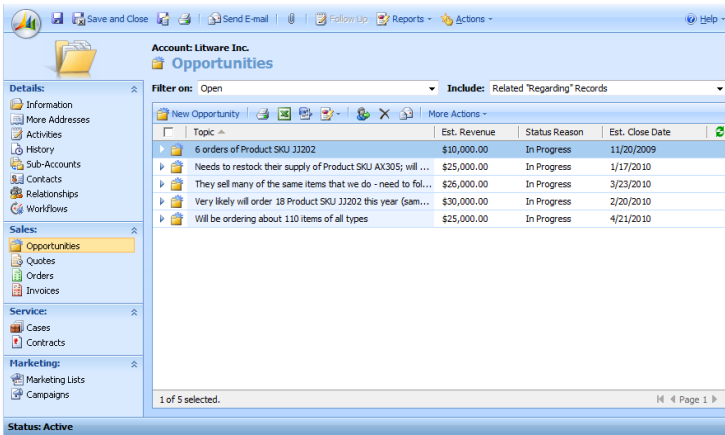 Save and Close Send E-mail Follow Up Reports Actions Help
Account: Litware Inc.
Opportunities
Details:
Information
More Addresses
Activities
History
Sub-Accounts
Contacts
Relationships
Workflows
Sales:
Opportunities
Quotes
Orders
Invoices
Service:
Cases
Contracts
Marketing:
Marketing Lists
Campaigns
Filter on: Open Include: Related "Regarding" Records
New Opportunity More Actions
Topic Est. Revenue Status Reason Est. Close Date
6 orders of Product SKU JJ202 $10,000.00 In Progress 11/20/2009
Needs to restock their supply of Product SKU AX305; will ... $25,000.00 In Progress 1/17/2010
They sell many of the same items that we do - need to fol... $26,000.00 In Progress 3/23/2010
Very likely will order 18 Product SKU JJ202 this year (sam... $30,000.00 In Progress 2/20/2010
Will be ordering about 110 items of all types $25,000.00 In Progress 4/21/2010
1 of 5 selected. Page 1
Status: Active